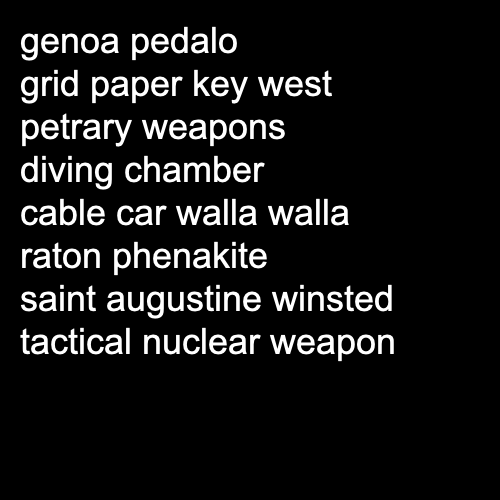 genoa pedalo
grid paper key west
petrary weapons
diving chamber
cable car walla walla
raton phenakite
saint augustine winsted
tactical nuclear weapon